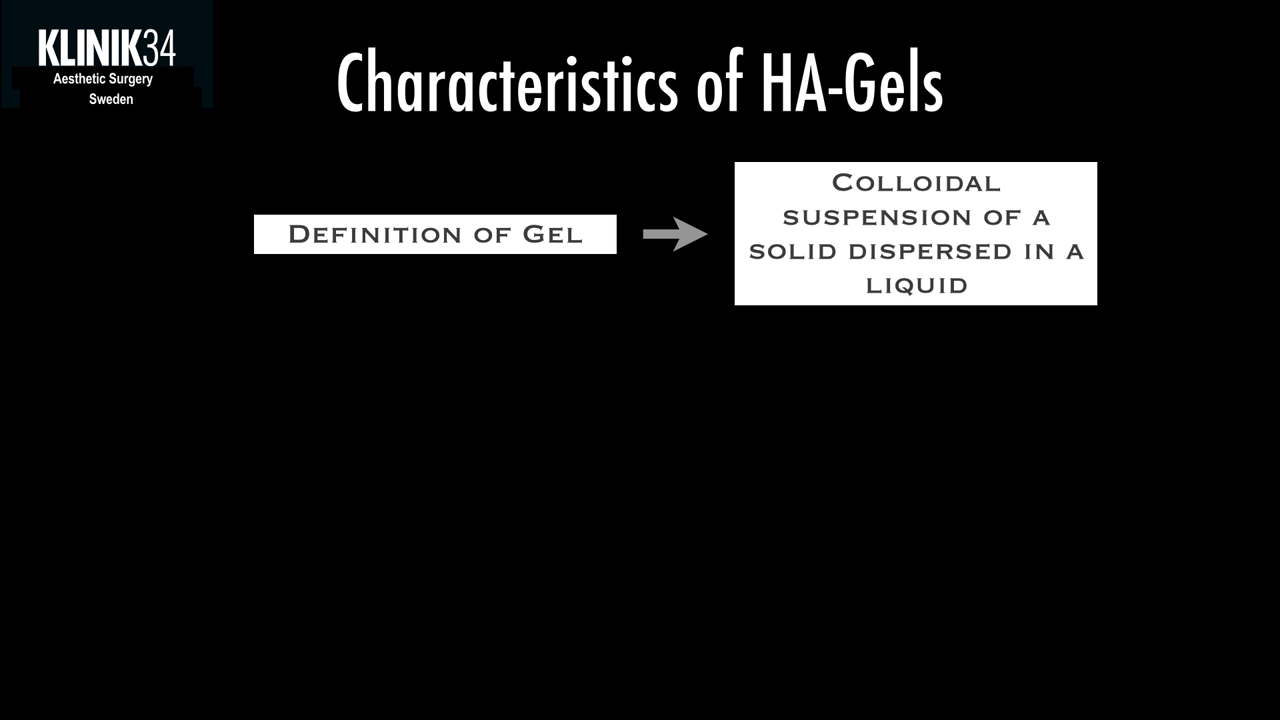 KLINIK34
Aesthetic Surgery
Sweden
Characteristics of HA-Gels
Definition of Gel
Colloidal
suspension of a
solid dispersed in a
liquid